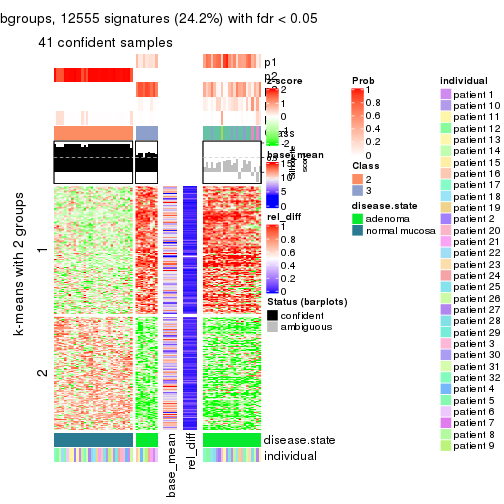 bgroups, 12555 signatures (24.2%) with fdr < 0.05
41 confident samples
p1
p2
z-score
2
1
0
-1
-2
base_mean
15
10
5
0
rel_diff
1
0.8
0.6
0.4
0.2
0
Status (barplots)
confident
ambiguous
Silhouette
score
k-means with 2 groups
1
2
base_mean
rel_diff
disease.state
individual
Prob
1
0.8
0.6
0.4
0.2
0
Class
2
3
disease.state
adenoma
normal mucosa
individual
patient 1
patient 10
patient 11
patient 12
patient 13
patient 14
patient 15
patient 16
patient 17
patient 18
patient 19
patient 2
patient 20
patient 21
patient 22
patient 23
patient 24
patient 25
patient 26
patient 27
patient 28
patient 29
patient 3
patient 30
patient 31
patient 32
patient 4
patient 5
patient 6
patient 7
patient 8
patient 9